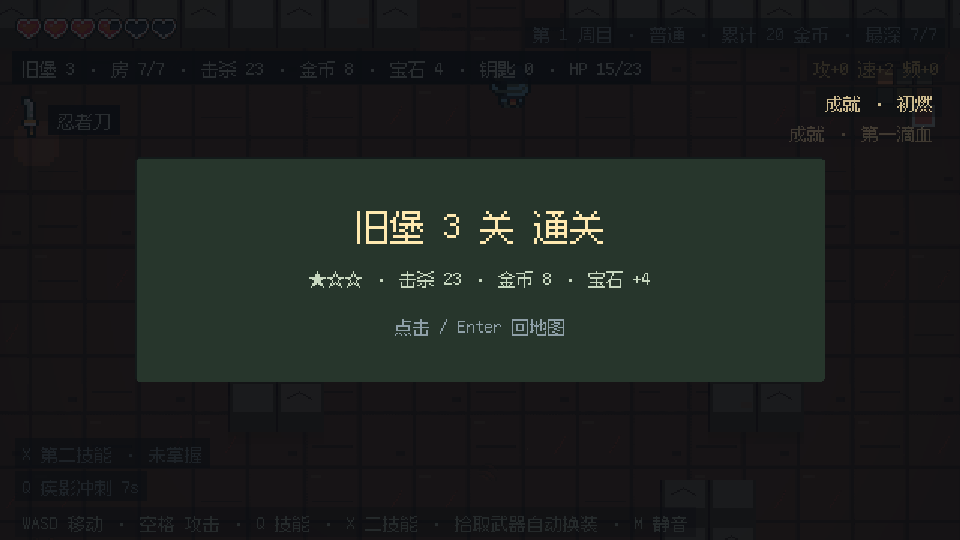 第 1 周目 · 普通 · 累计 20 金币 · 最深 7/7
旧堡 3 · 房 7/7 · 击杀 23 · 金币 8 · 宝石 4 · 钥匙 0 · HP 15/23
攻+0 速+2 频+0
成就 · 初燃
忍者刀
成就 · 第一滴血
旧堡 3 关 通关
★☆☆ · 击杀 23 · 金币 8 · 宝石 +4
点击 / Enter 回地图
X 第二技能 · 未掌握
Q 疾影冲刺 7s
WASD 移动 · 空格 攻击 · Q 技能 · X 二技能 · 拾取武器自动换装 · M 静音